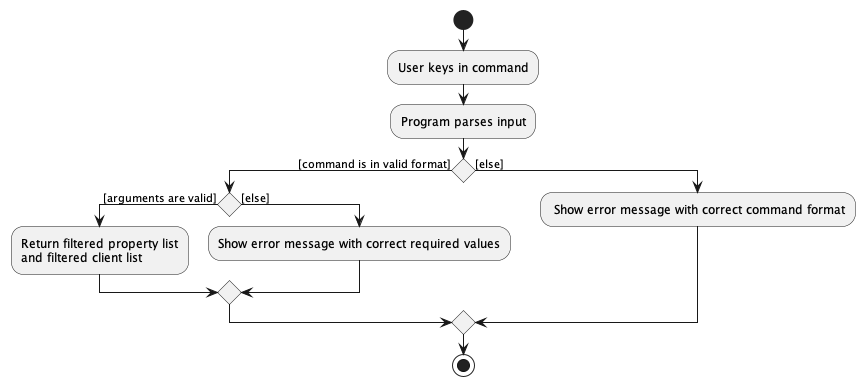 User keys in command
Program parses input
[command is in valid format]
[else]
[arguments are valid]
[else]
Show error message with correct command format
Return filtered property list
and filtered client list
Show error message with correct required values